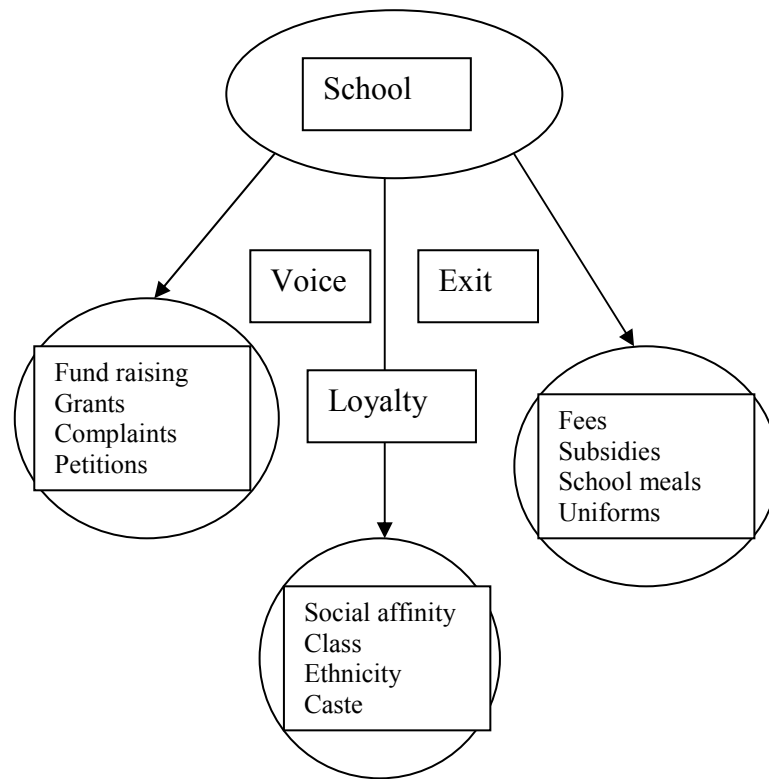 School
Voice
Exit
Loyalty
Fund raising
Grants
Complaints
Petitions
Fees
Subsidies
School meals
Uniforms
Social affinity
Class
Ethnicity
Caste